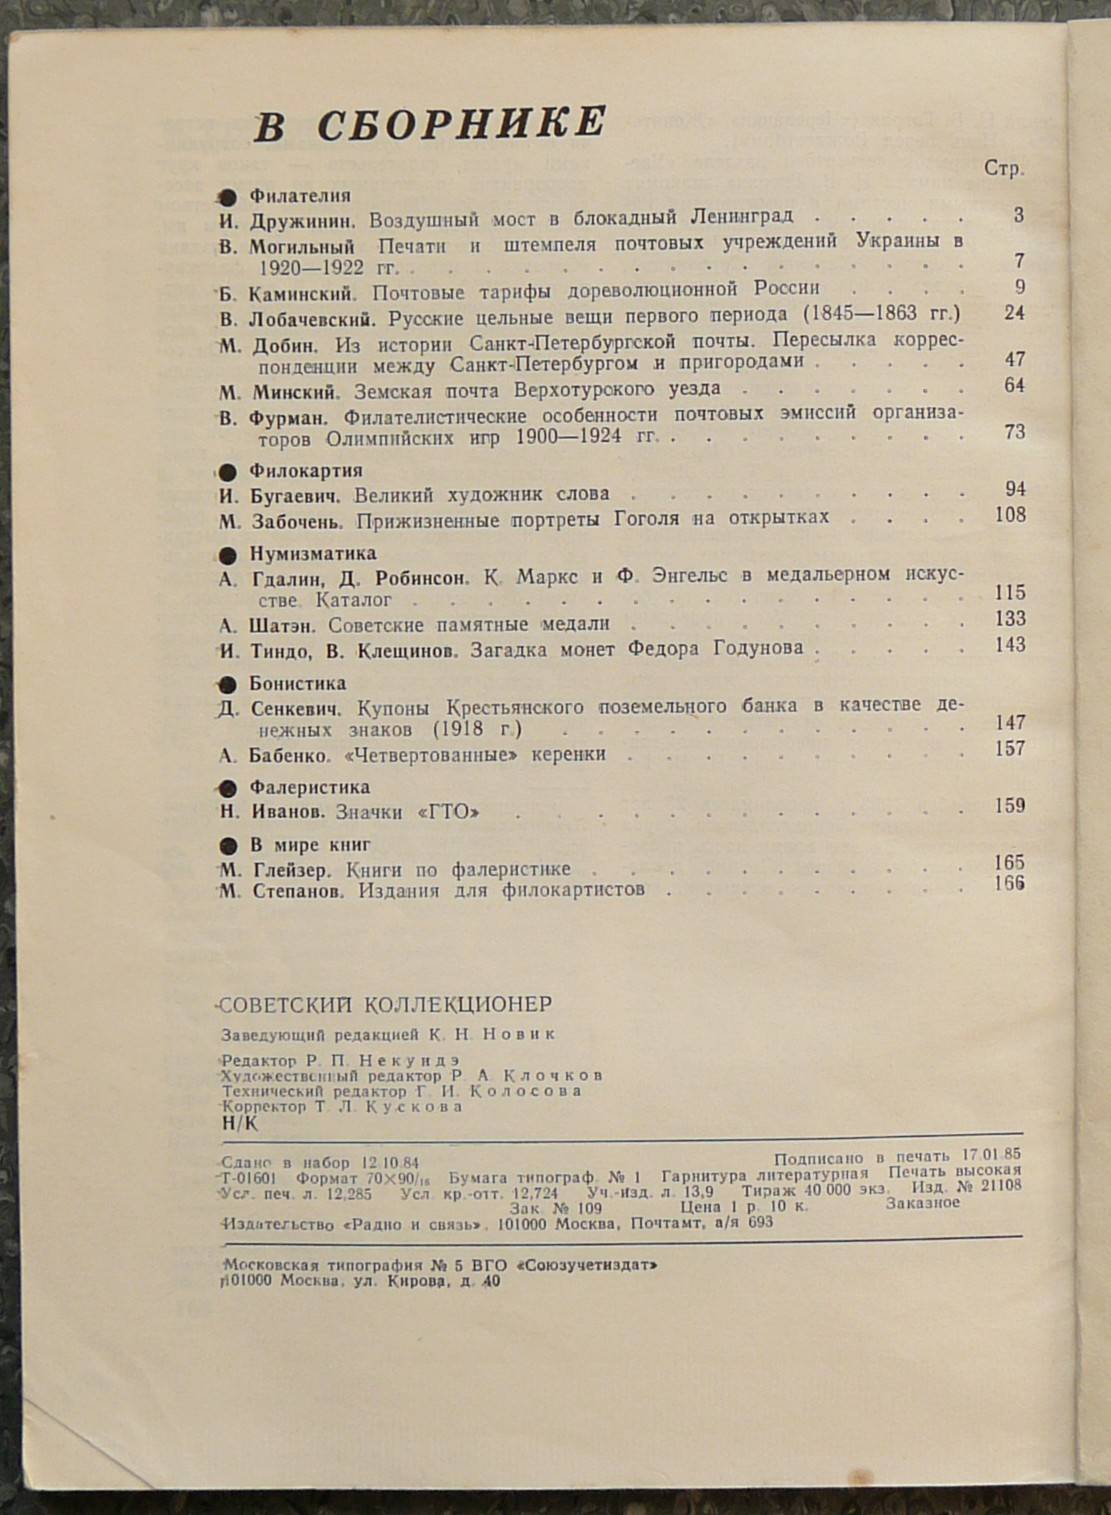 В СБОРНИКЕ
Стр.
● Филателия
И. Дружинин. Воздушный мост в блокадный Ленинград . . . . . 3
В. Могильный Печати и штемпеля почтовых учреждений Украины в
1920—1922 гг. . . . . . . . . . . . . . . . 7
Б. Каминский. Почтовые тарифы дореволюционной России . . . . 9
В. Лобачевский. Русские цельные вещи первого периода (1845—1863 гг.) 24
М. Добин. Из истории Санкт-Петербургской почты. Пересылка коррес-
понденции между Санкт-Петербургом и пригородами . . . . . 47
М. Минский. Земская почта Верхотурского уезда . . . . . . . 64
В. Фурман. Филателистические особенности почтовых эмиссий организа-
торов Олимпийских игр 1900—1924 гг. . . . . . . . . . 73
● Филокартия
И. Бугаевич. Великий художник слова . . . . . . . . . . 94
М. Забочень. Прижизненные портреты Гоголя на открытках . . . . 108
● Нумизматика
А. Гдалин, Д. Робинсон. К. Маркс и Ф. Энгельс в медальерном искус-
стве. Каталог . . . . . . . . . . . . . . . . 115
А. Шатэн. Советские памятные медали . . . . . . . . . . 133
И. Тиндо, В. Клещинов. Загадка монет Федора Годунова . . . . . 143
● Бонистика
Д. Сенкевич. Купоны Крестьянского поземельного банка в качестве де-
нежных знаков (1918 г.) . . . . . . . . . . . . 147
А. Бабенко. «Четвертованные» керенки . . . . . . . . . . 157
● Фалеристика
Н. Иванов. Значки «ГТО» . . . . . . . . . . . . 159
● В мире книг
М. Глейзер. Книги по фалеристике . . . . . . . . . . . 165
М. Степанов. Издания для филокартистов . . . . . . . . . 166
СОВЕТСКИЙ КОЛЛЕКЦИОНЕР
Заведующий редакцией К. Н. Новик
Редактор Р. П. Некундэ
Художественный редактор Р. А. Клочков
Технический редактор Г. И. Колосова
Корректор Т. Л. Кускова
Н/К
Сдано в набор 12.10.84 Подписано в печать 17.01.85
Т-01601 Формат 70×90/16 Бумага типограф. № 1 Гарнитура литературная Печать высокая
Усл. печ. л. 12,285 Усл. кр.-отт. 12,724 Уч.-изд. л. 13,9 Тираж 40 000 экз. Изд. № 21108
Зак. № 109 Цена 1 р. 10 к. Заказное
Издательство «Радио и связь». 101000 Москва, Почтамт, а/я 693
Московская типография № 5 ВГО «Союзучетиздат»
101000 Москва, ул. Кирова, д. 40